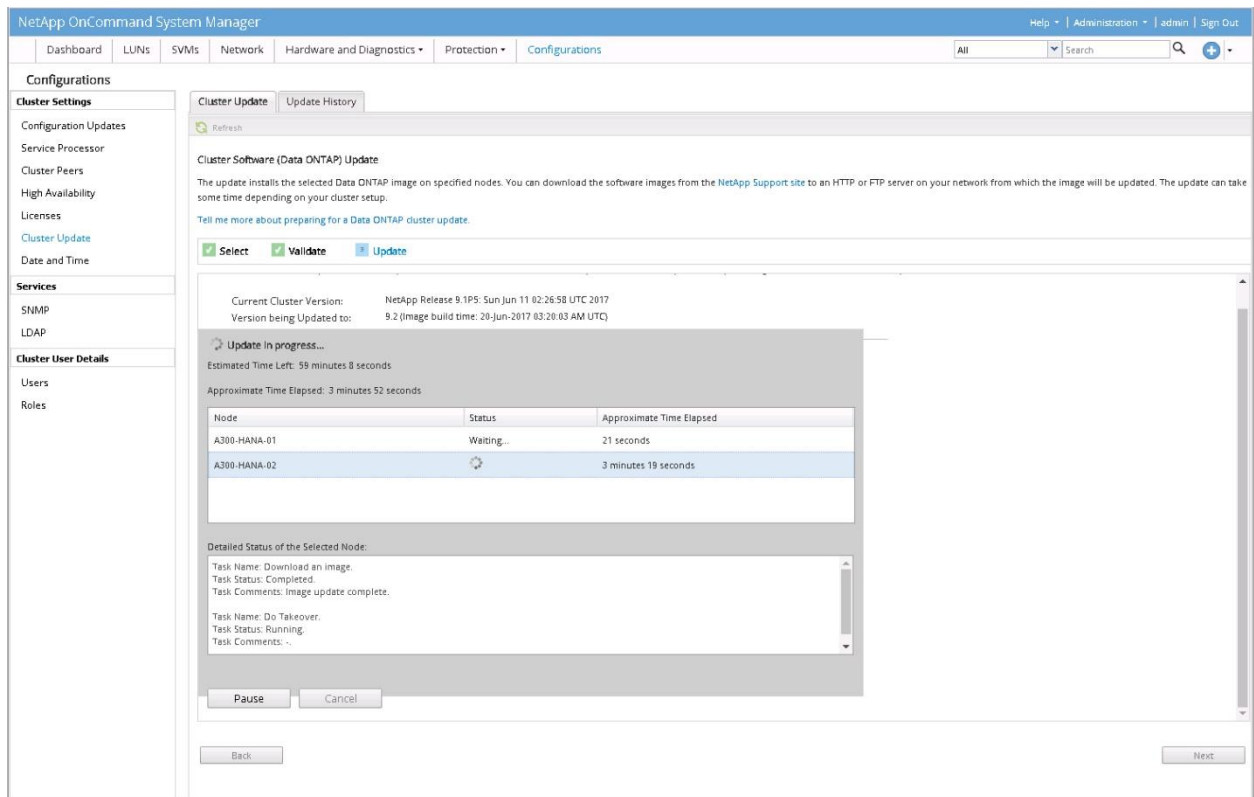 NetApp OnCommand System Manager
Help | Administration | admin | Sign Out
Dashboard LUNs SVMs Network Hardware and Diagnostics Protection Configurations All Search
Configurations
Cluster Settings
Configuration Updates
Service Processor
Cluster Peers
High Availability
Licenses
Cluster Update
Date and Time
Services
SNMP
LDAP
Cluster User Details
Users
Roles
Cluster Update Update History
Refresh
Cluster Software (Data ONTAP) Update
The update installs the selected Data ONTAP image on specified nodes. You can download the software images from the NetApp Support site to an HTTP or FTP server on your network from which the image will be updated. The update can take
some time depending on your cluster setup.
Tell me more about preparing for a Data ONTAP cluster update.
Select Validate 3 Update
Current Cluster Version: NetApp Release 9.1P5: Sun Jun 11 02:26:58 UTC 2017
Version being Updated to: 9.2 (Image build time: 20-Jun-2017 03:20:03 AM UTC)
Update in progress...
Estimated Time Left: 59 minutes 8 seconds
Approximate Time Elapsed: 3 minutes 52 seconds
Node Status Approximate Time Elapsed
A300-HANA-01 Waiting... 21 seconds
A300-HANA-02 3 minutes 19 seconds
Detailed Status of the Selected Node:
Task Name: Download an image.
Task Status: Completed.
Task Comments: Image update complete.
Task Name: Do Takeover.
Task Status: Running.
Task Comments: -.
Pause Cancel
Back Next